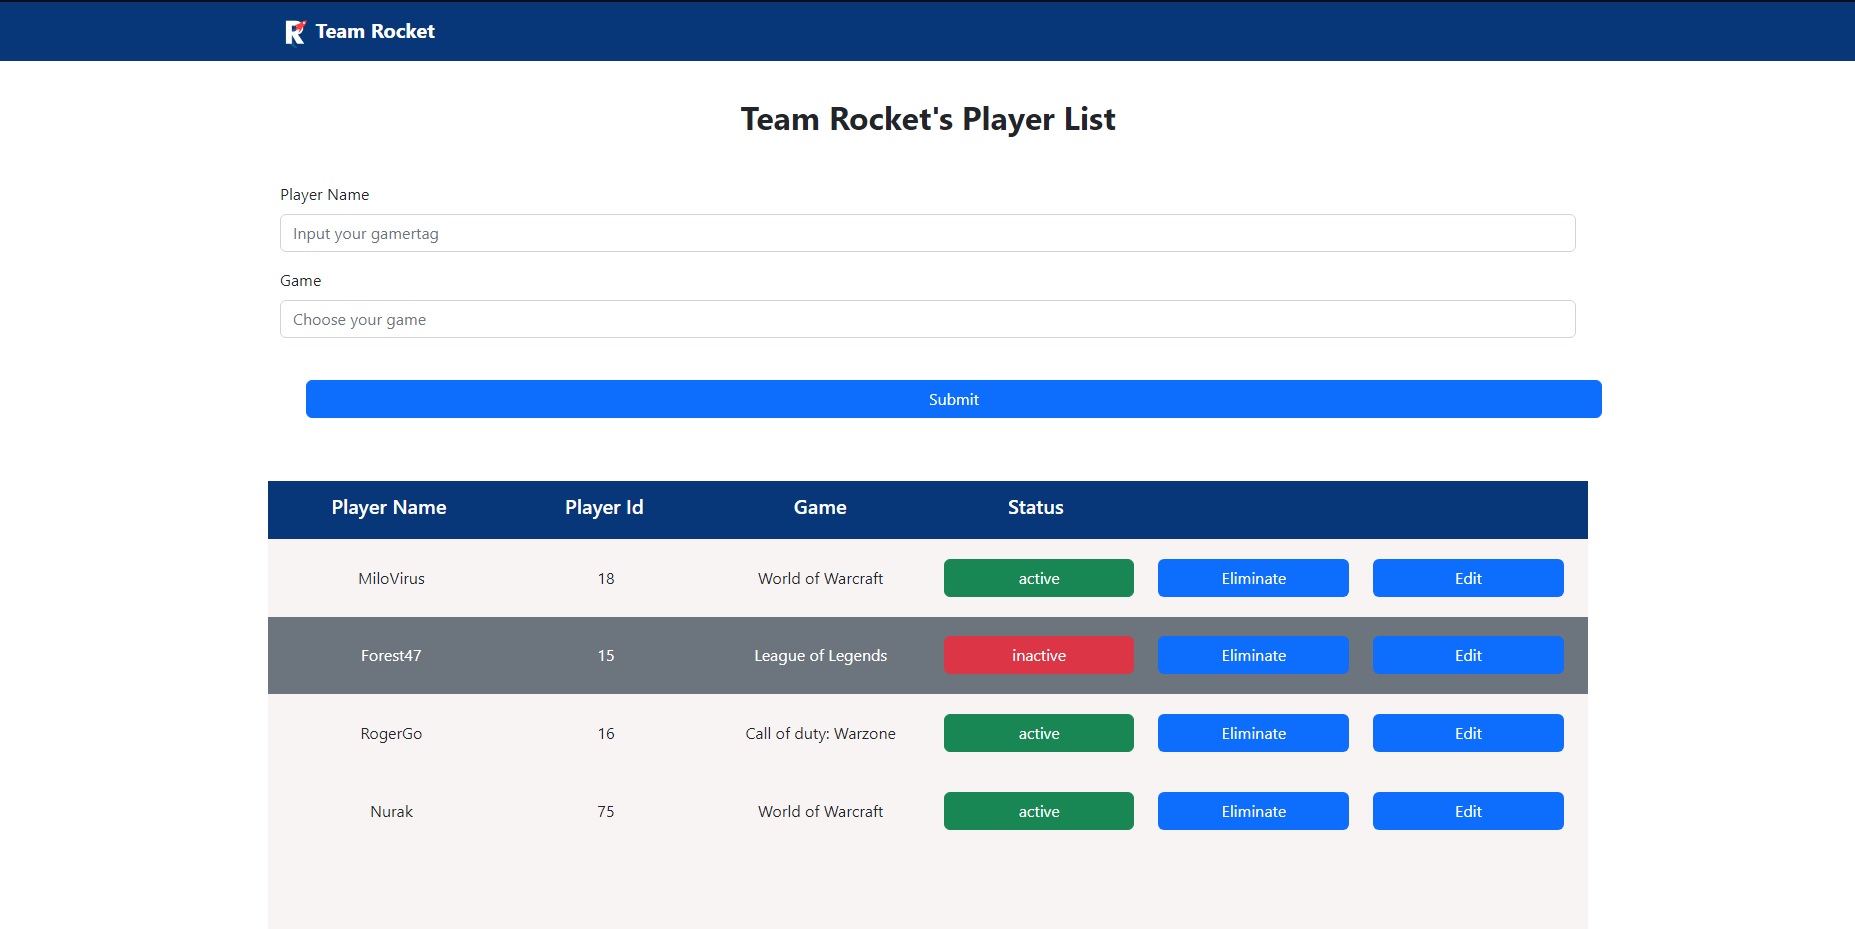 Team Rocket
Team Rocket's Player List
Player Name
Input your gamertag
Game
Choose your game
Submit
Player Name Player Id Game Status
MiloVirus 18 World of Warcraft active Eliminate Edit
Forest47 15 League of Legends inactive Eliminate Edit
RogerGo 16 Call of duty: Warzone active Eliminate Edit
Nurak 75 World of Warcraft active Eliminate Edit